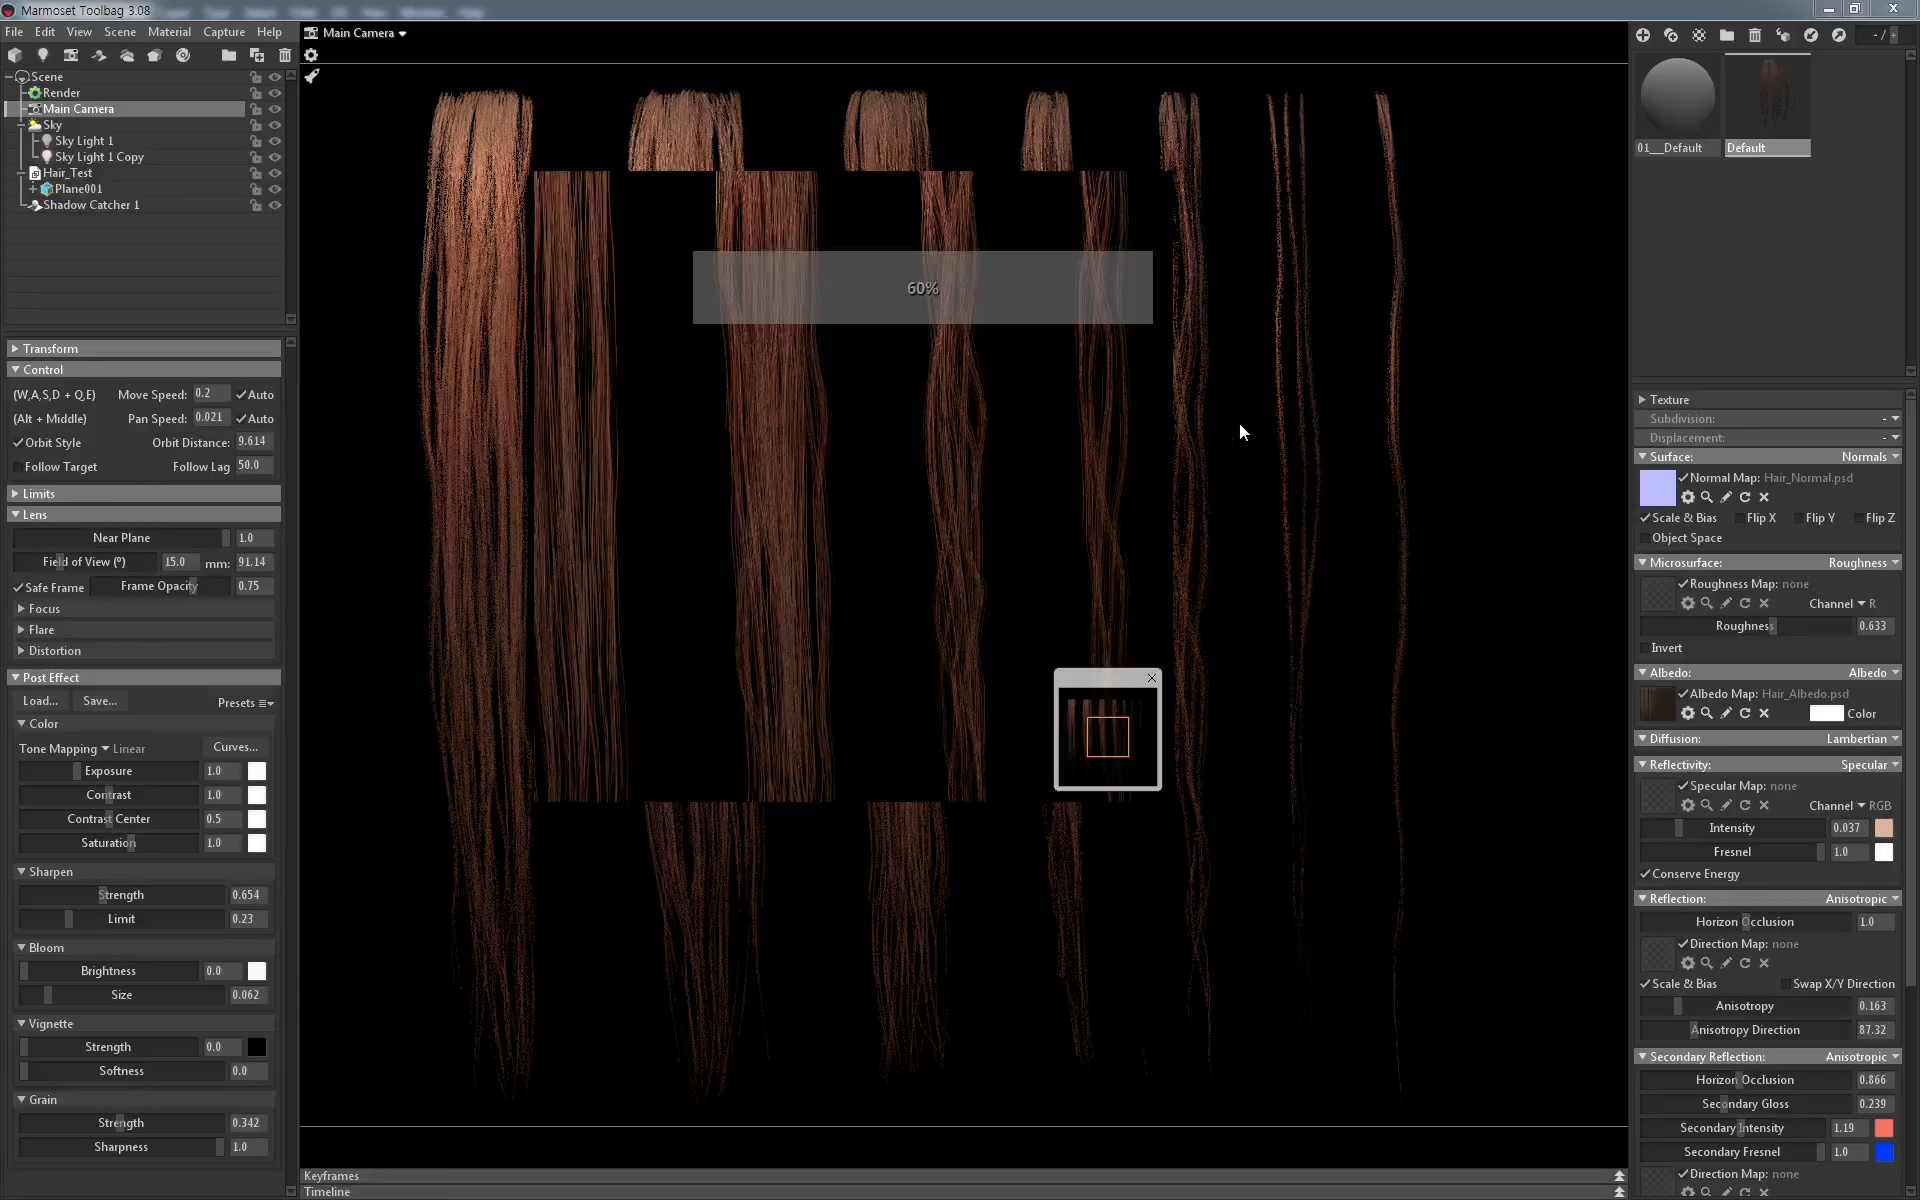 Marmoset Toolbag 3.08
File Edit View Scene Material Capture Help
Main Camera
- /
Scene
Render
Main Camera
Sky
Sky Light 1
Sky Light 1 Copy
Hair_Test
Plane001
Shadow Catcher 1
Transform
Control
(W,A,S,D + Q,E) Move Speed: 0.2 Auto
(Alt + Middle) Pan Speed: 0.021 Auto
Orbit Style Orbit Distance: 9.614
Follow Target Follow Lag 50.0
Limits
Lens
Near Plane 1.0
Field of View (º) 15.0 mm: 91.14
Safe Frame Frame Opacity 0.75
Focus
Flare
Distortion
Post Effect
Load... Save... Presets
Color
Tone Mapping Linear Curves...
Exposure 1.0
Contrast 1.0
Contrast Center 0.5
Saturation 1.0
Sharpen
Strength 0.654
Limit 0.23
Bloom
Brightness 0.0
Size 0.062
Vignette
Strength 0.0
Softness 0.0
Grain
Strength 0.342
Sharpness 1.0
60%
Keyframes
Timeline
01__Default
Default
Texture
Subdivision: -
Displacement: -
Surface: Normals
Normal Map: Hair_Normal.psd
Scale & Bias Flip X Flip Y Flip Z
Object Space
Microsurface: Roughness
Roughness Map: none
Channel R
Roughness 0.633
Invert
Albedo: Albedo
Albedo Map: Hair_Albedo.psd
Color
Diffusion: Lambertian
Reflectivity: Specular
Specular Map: none
Channel RGB
Intensity 0.037
Fresnel 1.0
Conserve Energy
Reflection: Anisotropic
Horizon Occlusion 1.0
Direction Map: none
Scale & Bias Swap X/Y Direction
Anisotropy 0.163
Anisotropy Direction 87.32
Secondary Reflection: Anisotropic
Horizon Occlusion 0.866
Secondary Gloss 0.239
Secondary Intensity 1.19
Secondary Fresnel 1.0
Direction Map: none